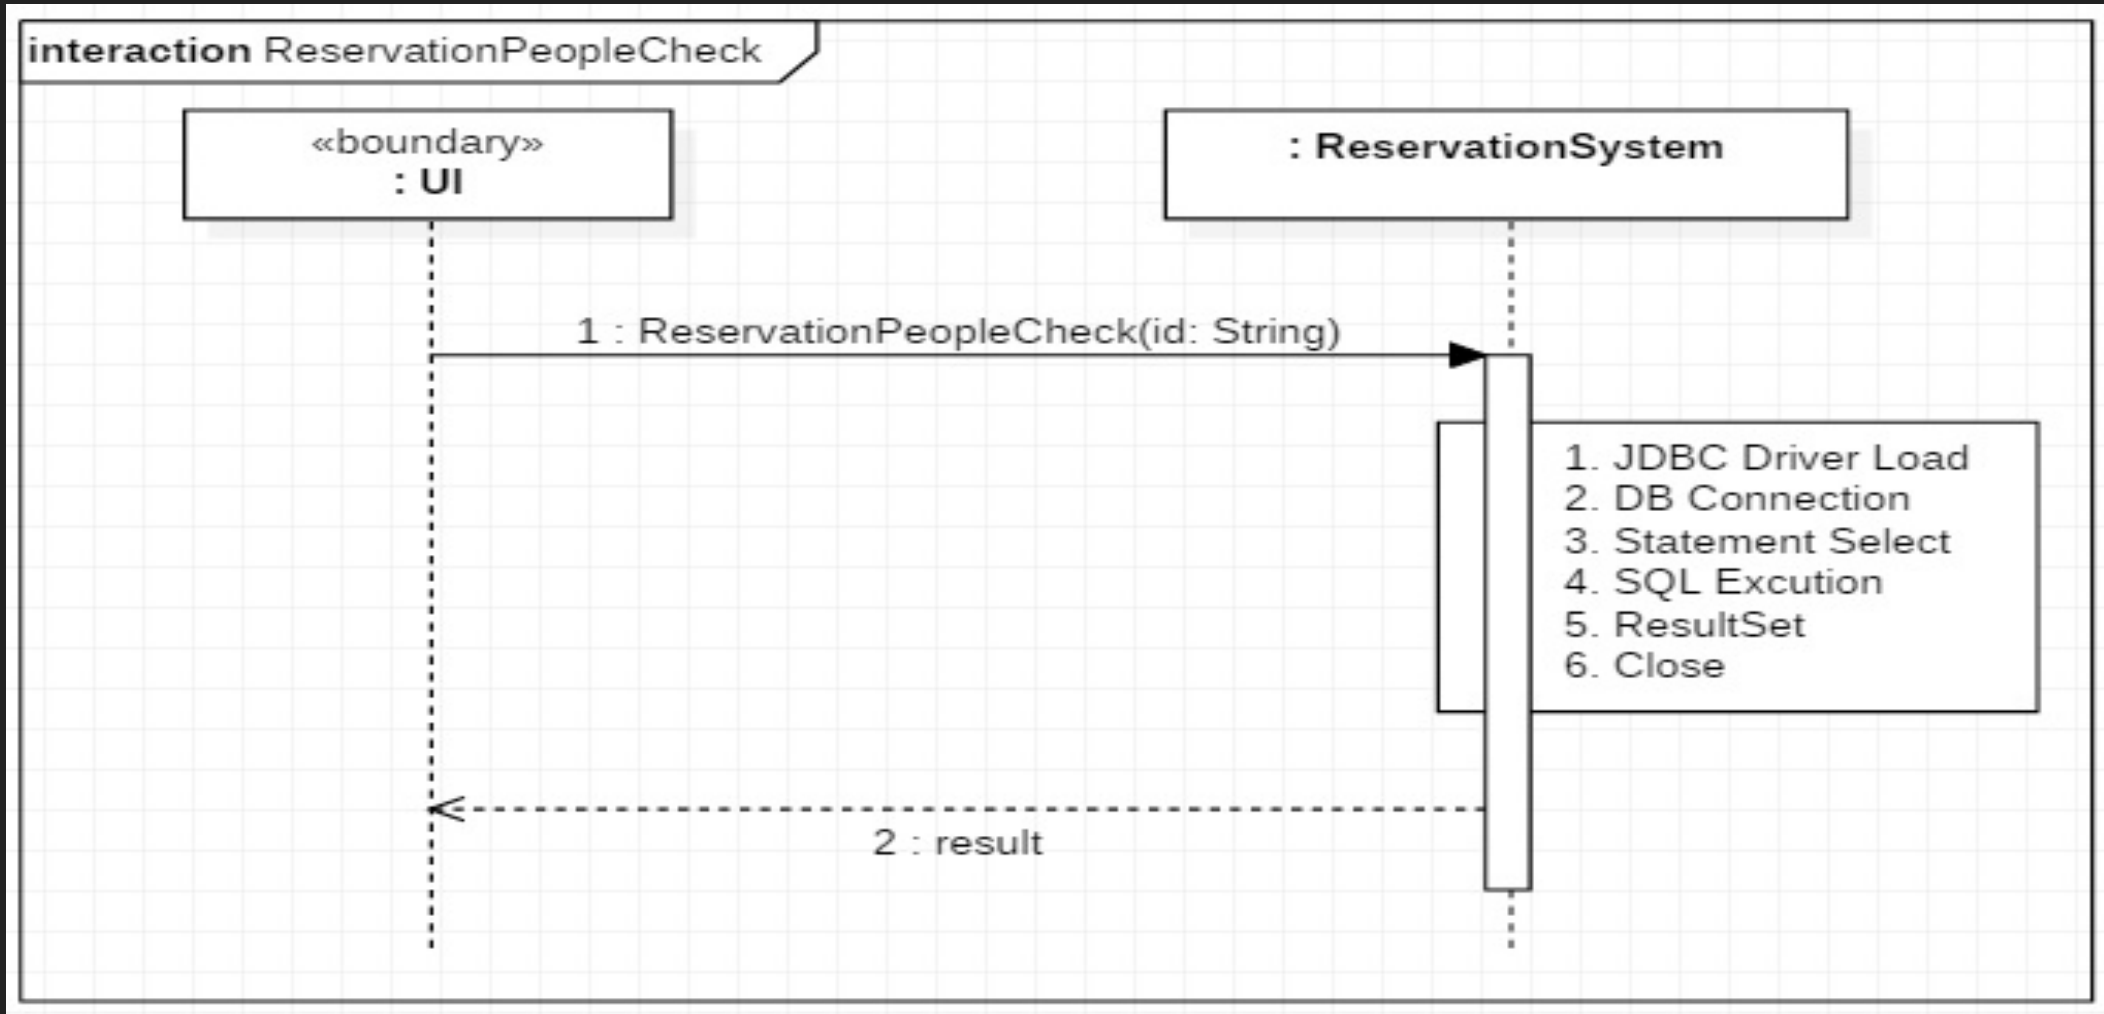 interaction ReservationPeopleCheck
«boundary»
: UI
: ReservationSystem
1 : ReservationPeopleCheck(id: String)
1. JDBC Driver Load
2. DB Connection
3. Statement Select
4. SQL Excution
5. ResultSet
6. Close
2 : result